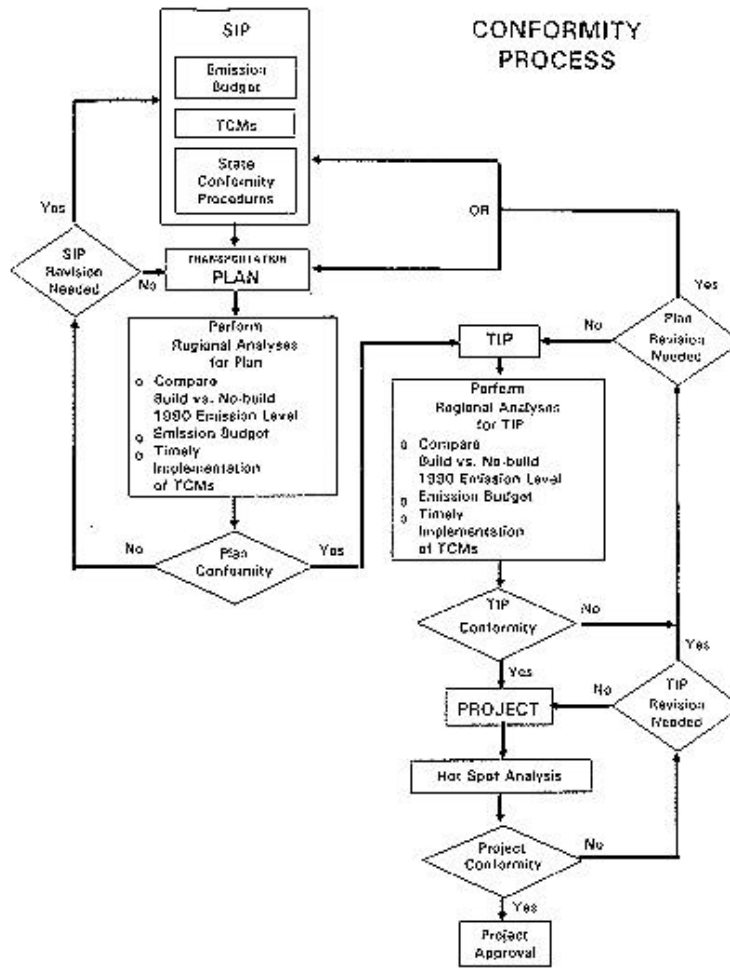 CONFORMITY
PROCESS
SIP
Emission
Budget
TCMs
State
Conformity
Procedurns
OR
Yes
SIP
Revision
Needed
No
TRANSPORTATION
PLAN
Yes
Perform
Regional Analyses
for Plan
o Compare
Build vs. No-build
1990 Emission Level
o Emission Budget
o Timely
Implementation
of TCMs
TIP
No
Plan
Revision
Needed
Perform
Regional Analyses
for TIP
o Compare
Build vs. No-build
1990 Emission Level
o Emission Budget
o Timely
Implementation
of TCMs
No
Plan
Conformity
Yes
TIP
Conformity
No
Yes
Yes
PROJECT
No
TIP
Revision
Needed
Hot Spot Analysis
Project
Conformity
No
Yes
Project
Approval